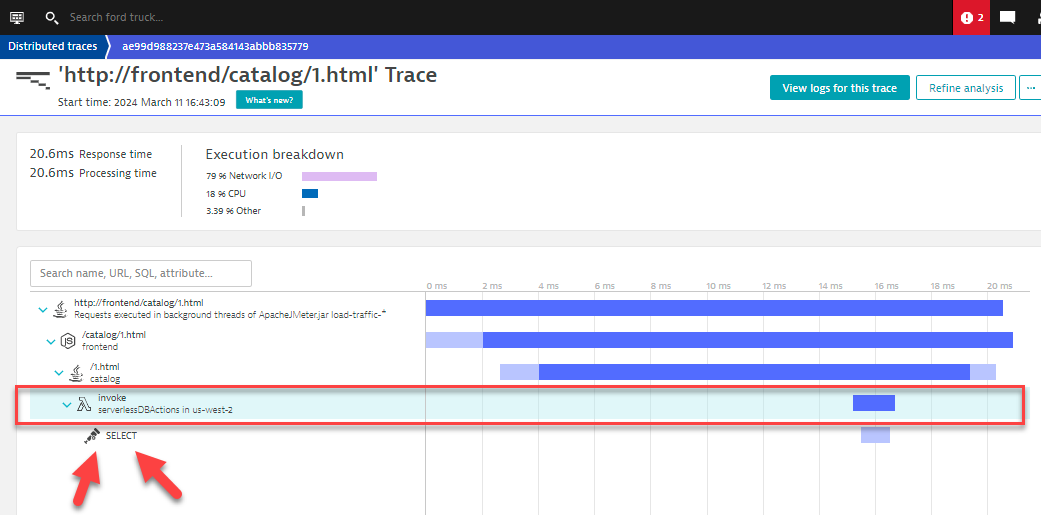 Search ford truck...
2
Distributed traces
ae99d988237e473a584143abbb835779
'http://frontend/catalog/1.html' Trace
Start time: 2024 March 11 16:43:09
What's new?
View logs for this trace
Refine analysis
...
20.6ms Response time
20.6ms Processing time
Execution breakdown
79 % Network I/O
18 % CPU
3.39 % Other
Search name, URL, SQL, attribute...
0 ms 2 ms 4 ms 6 ms 8 ms 10 ms 12 ms 14 ms 16 ms 18 ms 20 ms
http://frontend/catalog/1.html
Requests executed in background threads of ApacheJMeter.jar load-traffic-*
JS
/catalog/1.html
frontend
/1.html
catalog
invoke
serverlessDBActions in us-west-2
SELECT